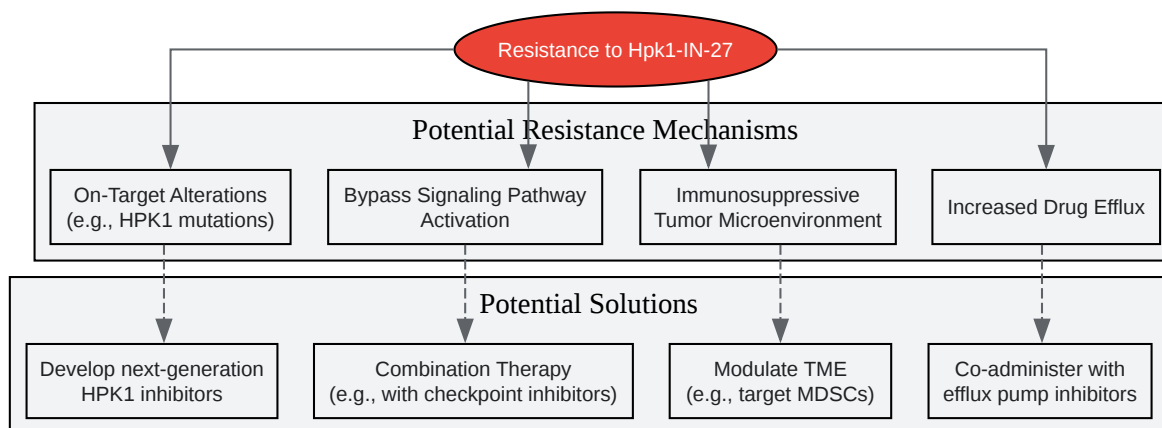 Resistance to Hpk1-IN-27
Potential Resistance Mechanisms
On-Target Alterations
(e.g., HPK1 mutations)
Bypass Signaling Pathway
Activation
Immunosuppressive
Tumor Microenvironment
Increased Drug Efflux
Potential Solutions
Develop next-generation
HPK1 inhibitors
Combination Therapy
(e.g., with checkpoint inhibitors)
Modulate TME
(e.g., target MDSCs)
Co-administer with
efflux pump inhibitors